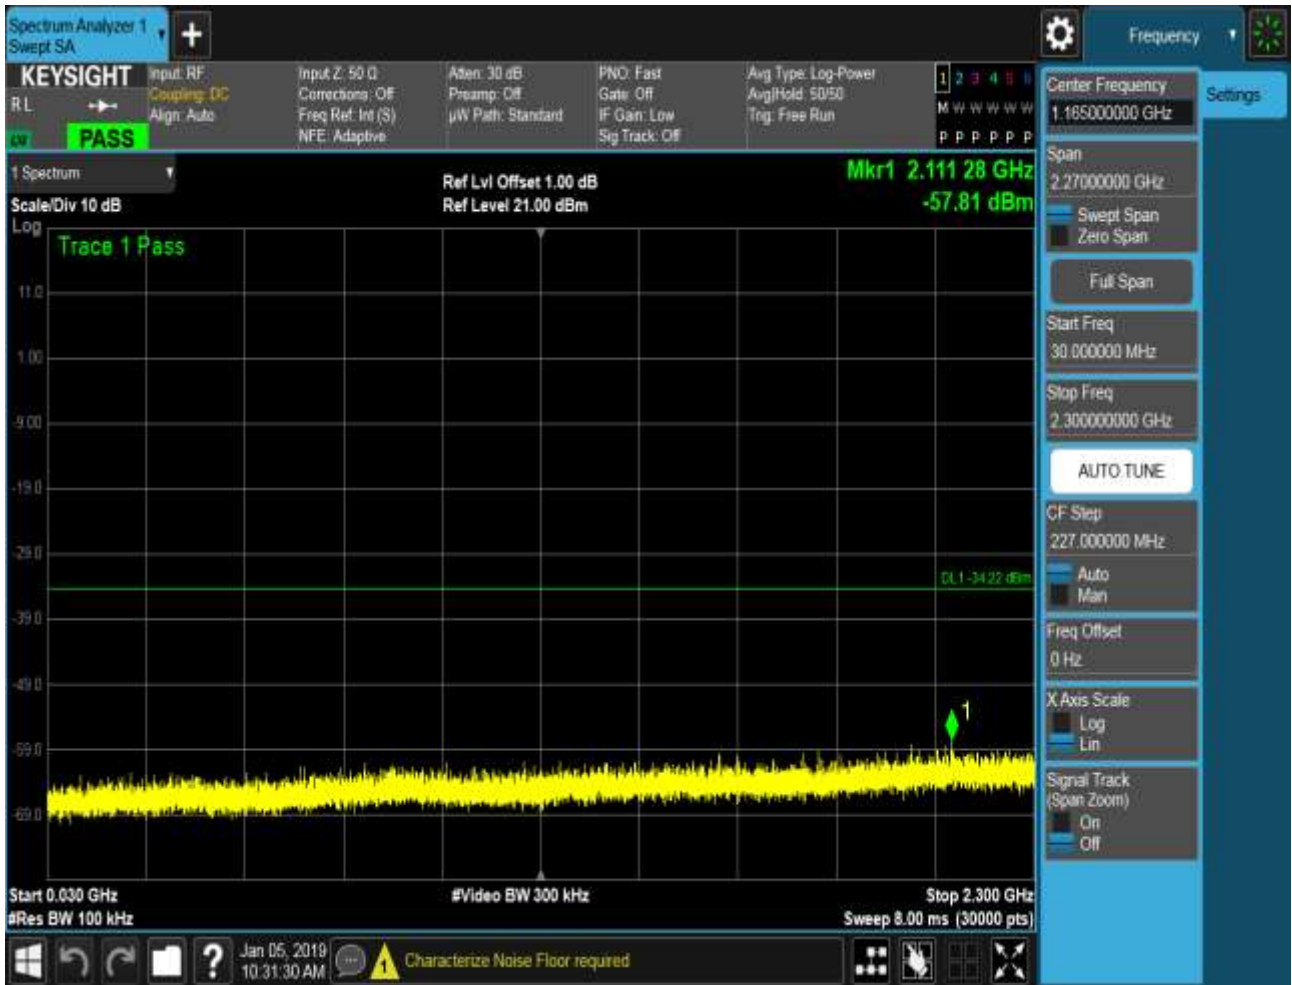 Spectrum Analyzer 1
Swept SA
Frequency
KEYSIGHT
RL
PASS
Input: RF
Coupling: DC
Align: Auto
Input Z: 50 Ω
Corrections: Off
Freq Ref: Int (S)
NFE: Adaptive
Atten: 30 dB
Preamp: Off
µW Path: Standard
PNO: Fast
Gate: Off
IF Gain: Low
Sig Track: Off
Avg Type: Log-Power
Avg|Hold: 50/50
Trig: Free Run
1 2 3 4 5 6
M W W W W W
P P P P P P
1 Spectrum
Scale/Div 10 dB
Ref Lvl Offset 1.00 dB
Ref Level 21.00 dBm
Mkr1 2.111 28 GHz
-57.81 dBm
Log
Trace 1 Pass
11.0
1.00
-9.00
-19.0
-29.0
DL1 -34.22 dBm
-39.0
-49.0
1
-59.0
-69.0
Start 0.030 GHz
#Video BW 300 kHz
Stop 2.300 GHz
#Res BW 100 kHz
Sweep 8.00 ms (30000 pts)
Center Frequency
1.165000000 GHz
Settings
Span
2.27000000 GHz
Swept Span
Zero Span
Full Span
Start Freq
30.000000 MHz
Stop Freq
2.300000000 GHz
AUTO TUNE
CF Step
227.000000 MHz
Auto
Man
Freq Offset
0 Hz
X Axis Scale
Log
Lin
Signal Track
(Span Zoom)
On
Off
?
Jan 05, 2019
10:31:30 AM
1
Characterize Noise Floor required